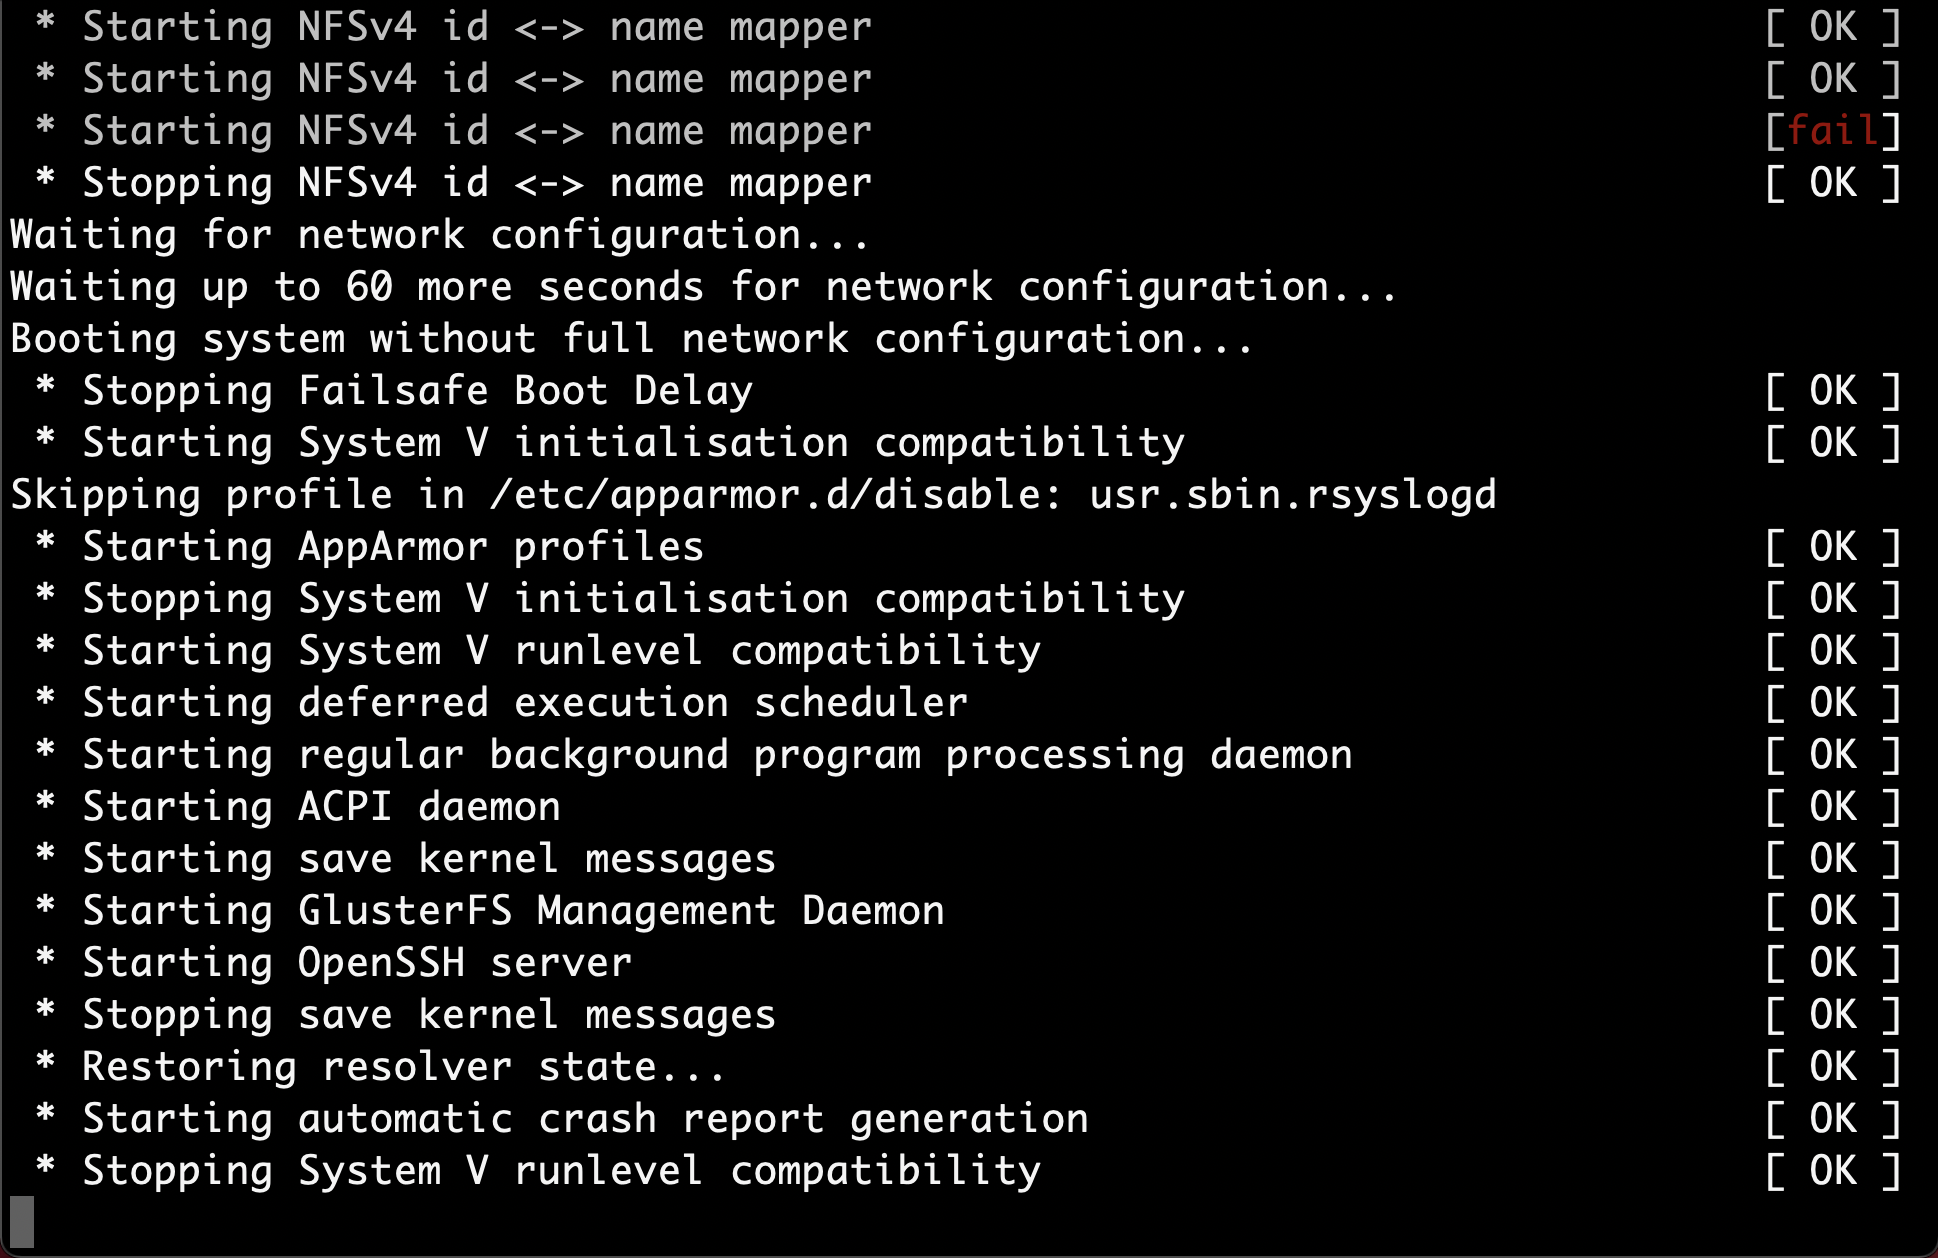 * Starting NFSv4 id <-> name mapper [ OK ]
* Starting NFSv4 id <-> name mapper [ OK ]
* Starting NFSv4 id <-> name mapper [fail]
* Stopping NFSv4 id <-> name mapper [ OK ]
Waiting for network configuration...
Waiting up to 60 more seconds for network configuration...
Booting system without full network configuration...
* Stopping Failsafe Boot Delay [ OK ]
* Starting System V initialisation compatibility [ OK ]
Skipping profile in /etc/apparmor.d/disable: usr.sbin.rsyslogd
* Starting AppArmor profiles [ OK ]
* Stopping System V initialisation compatibility [ OK ]
* Starting System V runlevel compatibility [ OK ]
* Starting deferred execution scheduler [ OK ]
* Starting regular background program processing daemon [ OK ]
* Starting ACPI daemon [ OK ]
* Starting save kernel messages [ OK ]
* Starting GlusterFS Management Daemon [ OK ]
* Starting OpenSSH server [ OK ]
* Stopping save kernel messages [ OK ]
* Restoring resolver state... [ OK ]
* Starting automatic crash report generation [ OK ]
* Stopping System V runlevel compatibility [ OK ]